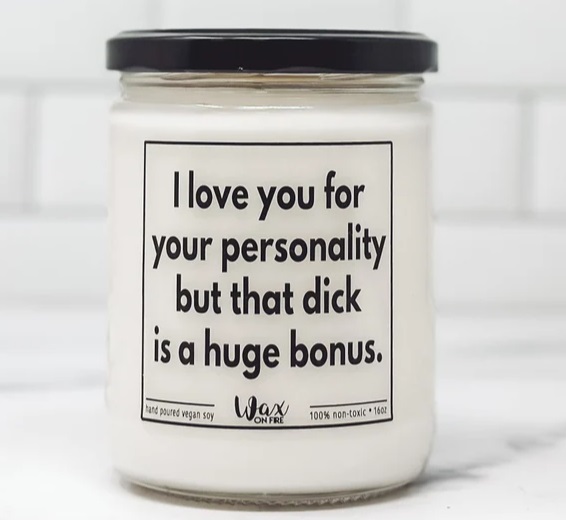 I love you for
your personality
but that dick
is a huge bonus.
hand poured vegan soy
Wax
ON FIRE
100% non-toxic • 16oz